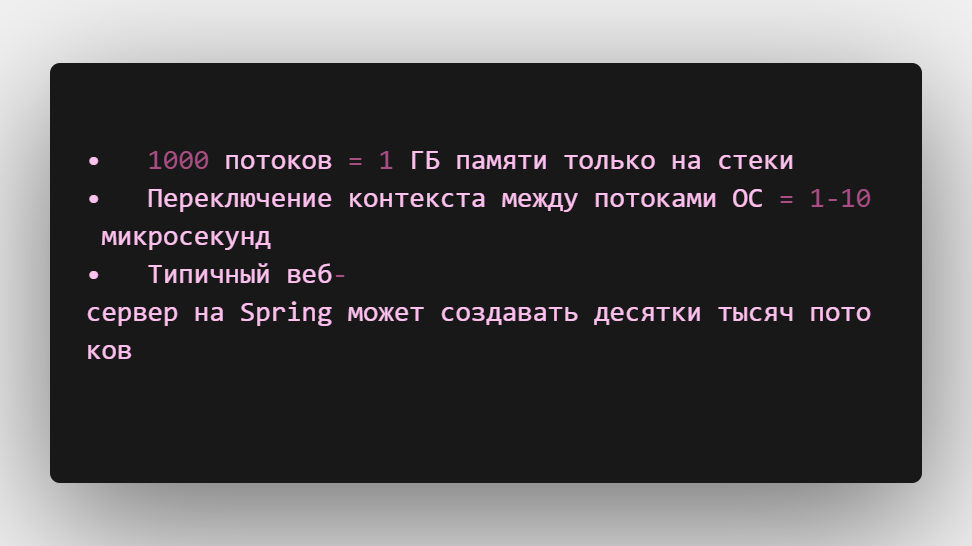 •   1000 потоков = 1 ГБ памяти только на стеки
•   Переключение контекста между потоками ОС = 1-10
микросекунд
•   Типичный веб-
сервер на Spring может создавать десятки тысяч пото
ков